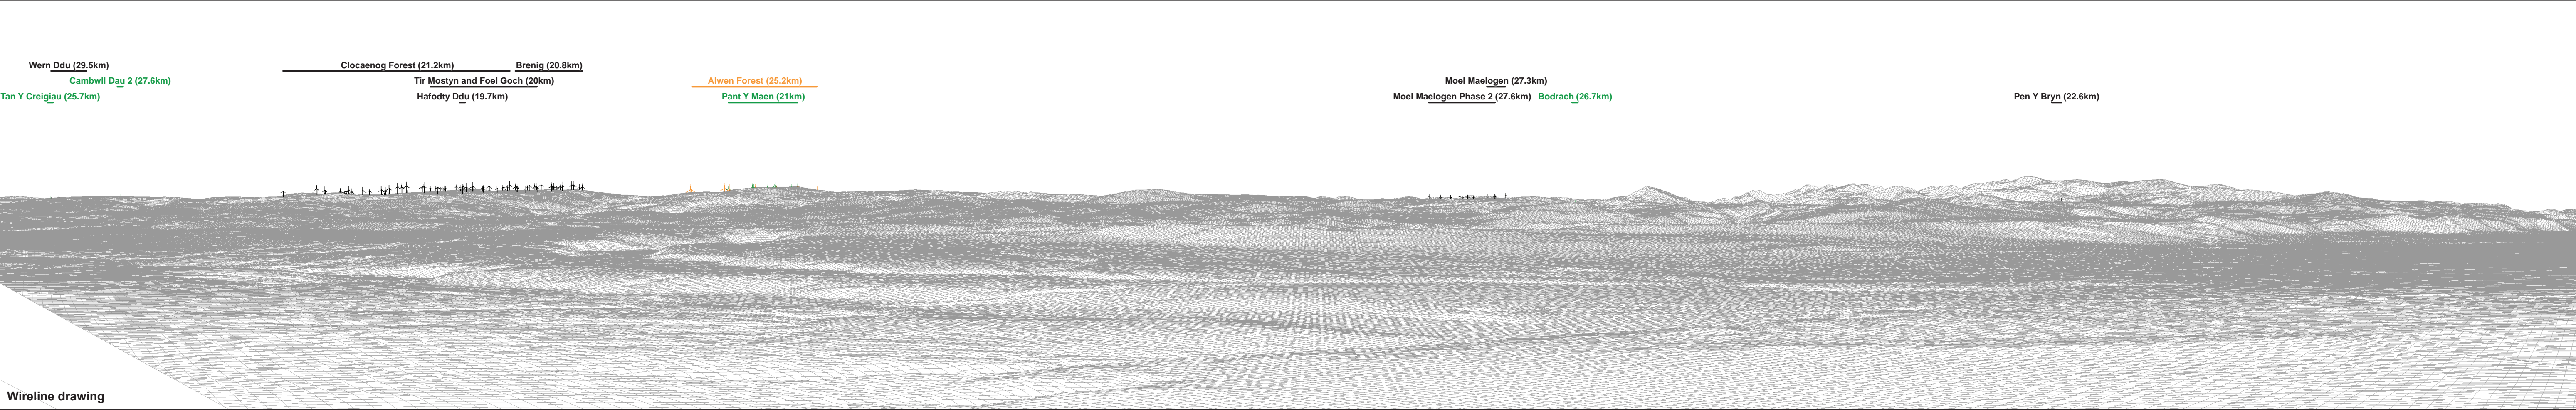 Wern Ddu (29.5km)
Clocaenog Forest (21.2km)
Brenig (20.8km)
Cambwll Dau 2 (27.6km)
Tir Mostyn and Foel Goch (20km)
Alwen Forest (25.2km)
Moel Maelogen (27.3km)
Tan Y Creigiau (25.7km)
Hafodty Ddu (19.7km)
Pant Y Maen (21km)
Moel Maelogen Phase 2 (27.6km)
Bodrach (26.7km)
Pen Y Bryn (22.6km)
Wireline drawing